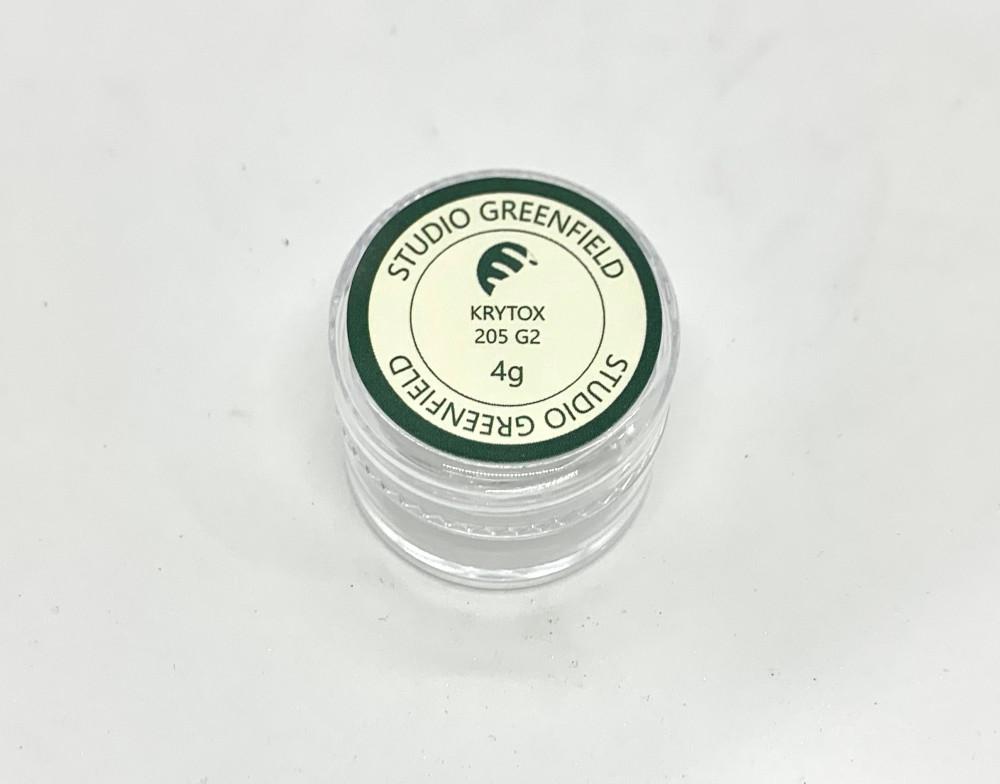 STUDIO GREENFIELD
KRYTOX
205 G2
4g
STUDIO GREENFIELD